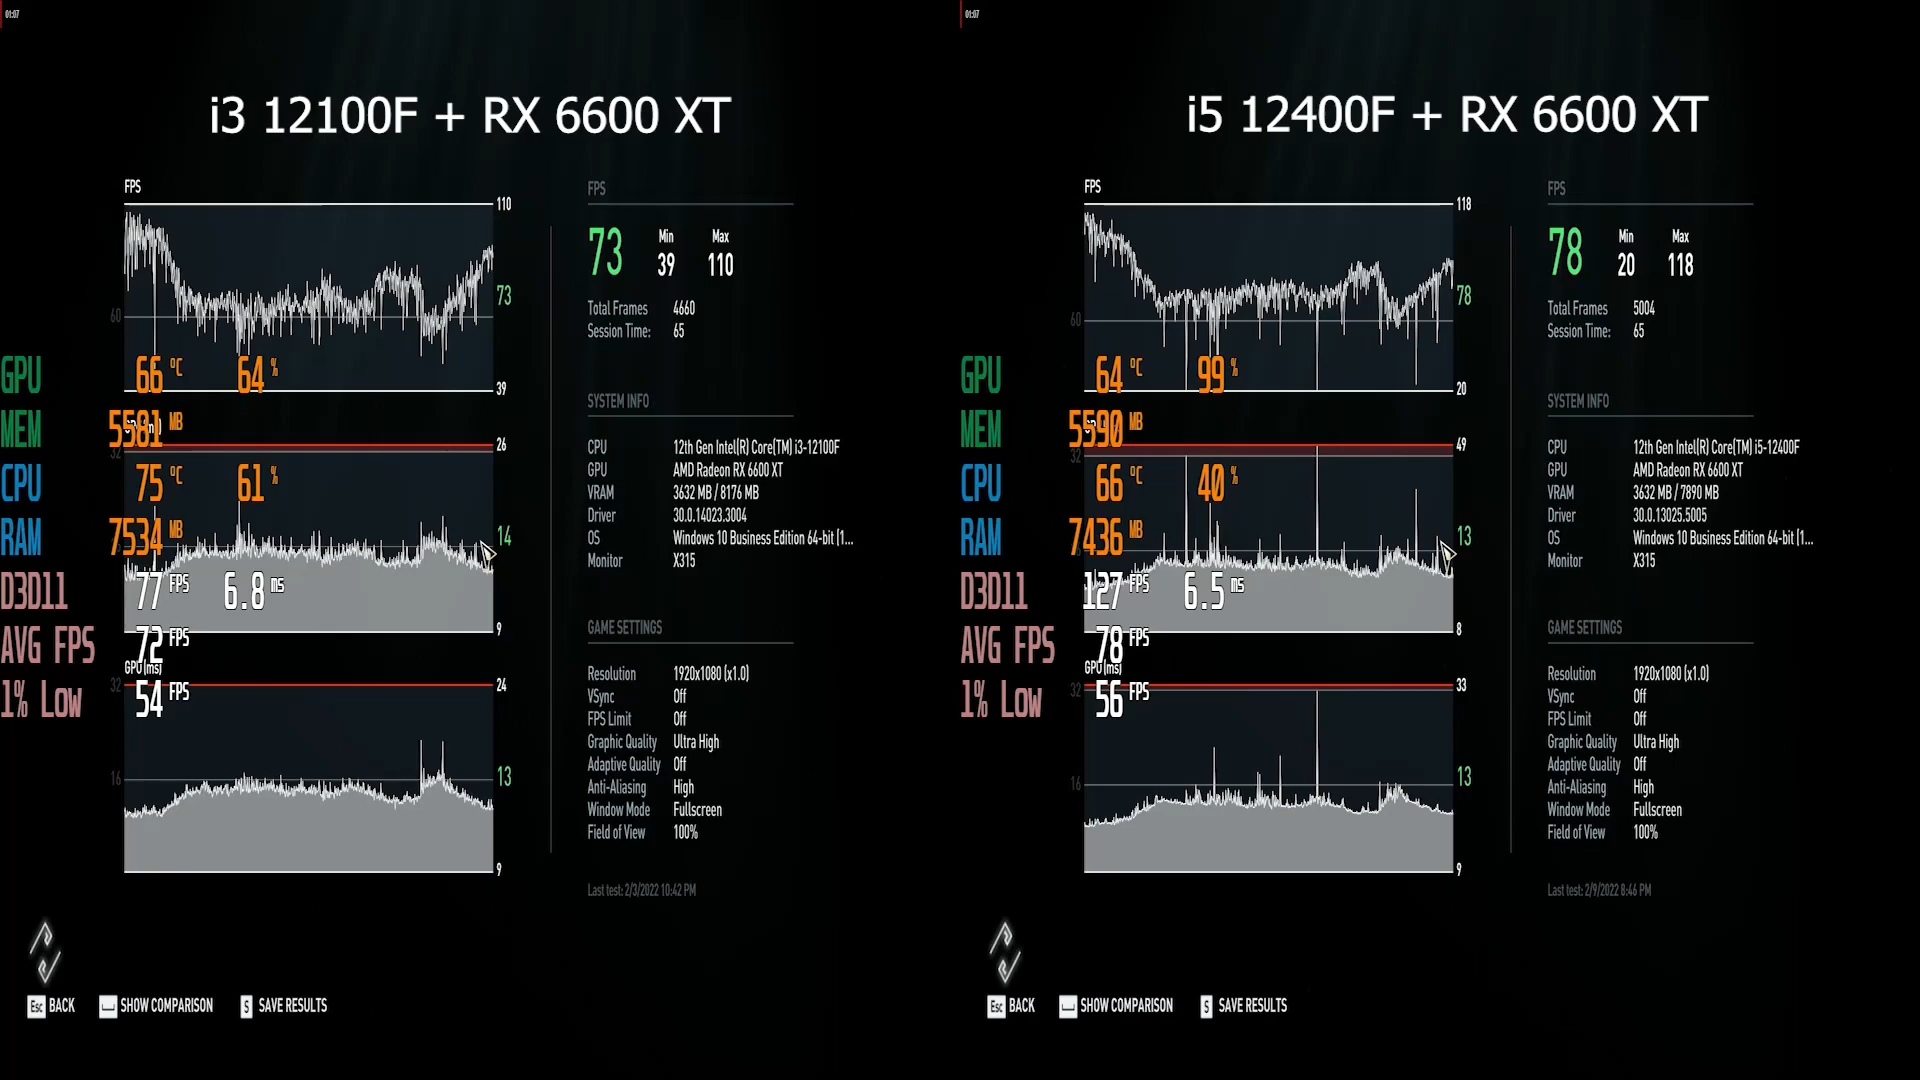 01:07
i3 12100F + RX 6600 XT
FPS
110
60
73
39
GPU 66 °C 64 %
MEM 5581 MB
26
32
CPU 75 °C 61 %
RAM 7534 MB
14
D3D11 77 FPS 6.8 ms
9
AVG FPS 72 FPS
GPU (ms)
32
24
1% Low 54 FPS
16
13
9
FPS
73
Min
39
Max
110
Total Frames 4660
Session Time: 65
SYSTEM INFO
CPU 12th Gen Intel(R) Core(TM) i3-12100F
GPU AMD Radeon RX 6600 XT
VRAM 3632 MB / 8176 MB
Driver 30.0.14023.3004
OS Windows 10 Business Edition 64-bit (1...
Monitor X315
GAME SETTINGS
Resolution 1920x1080 (x1.0)
VSync Off
FPS Limit Off
Graphic Quality Ultra High
Adaptive Quality Off
Anti-Aliasing High
Window Mode Fullscreen
Field of View 100%
Last test: 2/3/2022 10:42 PM
Esc BACK
SHOW COMPARISON
S SAVE RESULTS
01:07
i5 12400F + RX 6600 XT
FPS
118
60
78
20
GPU 64 °C 99 %
MEM 5590 MB
49
32
CPU 66 °C 40 %
RAM 7436 MB
13
D3D11 127 FPS 6.5 ms
8
AVG FPS 78 FPS
GPU (ms)
32
33
1% Low 56 FPS
16
13
9
FPS
78
Min
20
Max
118
Total Frames 5004
Session Time: 65
SYSTEM INFO
CPU 12th Gen Intel(R) Core(TM) i5-12400F
GPU AMD Radeon RX 6600 XT
VRAM 3632 MB / 7890 MB
Driver 30.0.13025.5005
OS Windows 10 Business Edition 64-bit (1...
Monitor X315
GAME SETTINGS
Resolution 1920x1080 (x1.0)
VSync Off
FPS Limit Off
Graphic Quality Ultra High
Adaptive Quality Off
Anti-Aliasing High
Window Mode Fullscreen
Field of View 100%
Last test: 2/9/2022 8:46 PM
Esc BACK
SHOW COMPARISON
S SAVE RESULTS